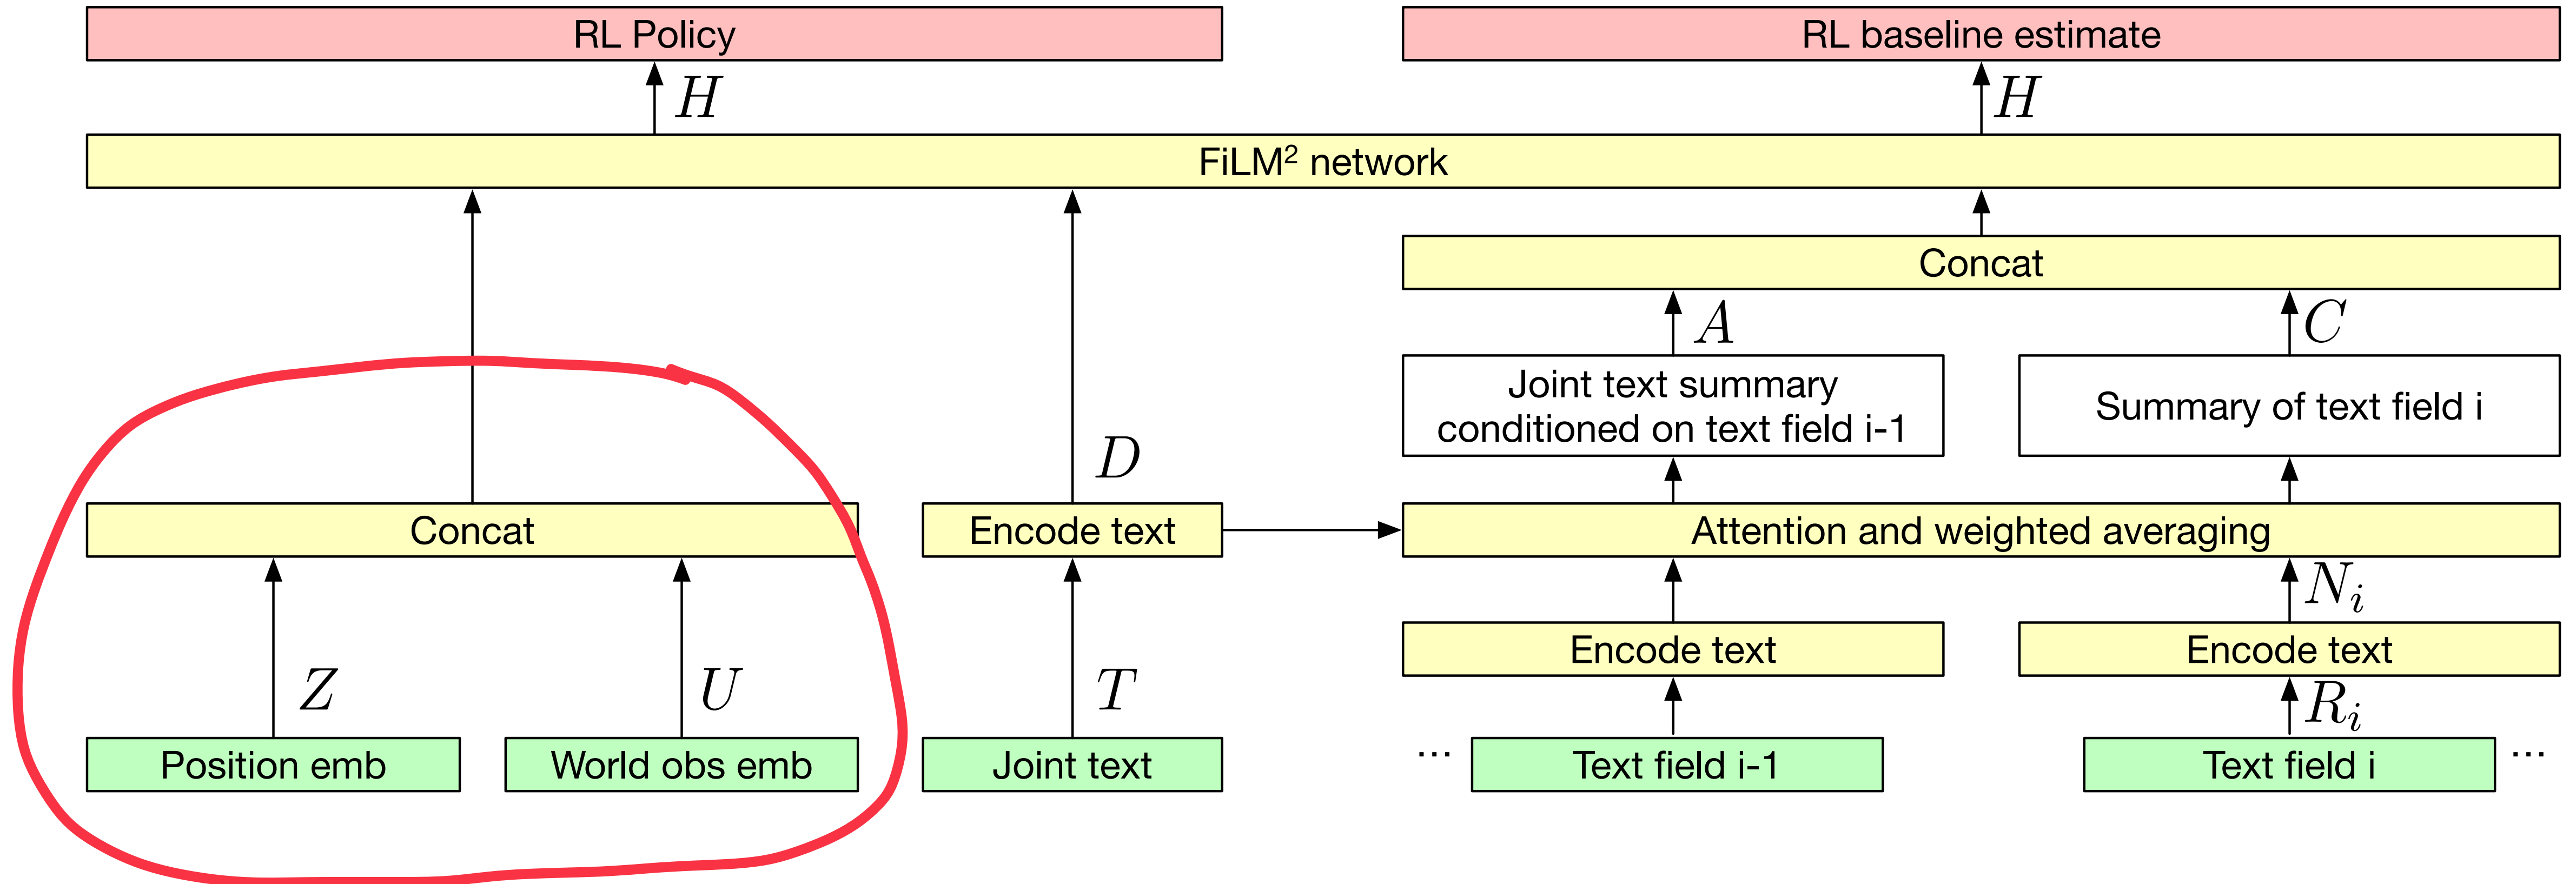 RL Policy
RL baseline estimate
H
H
FiLM² network
Concat
A
C
Joint text summary
conditioned on text field i-1
Summary of text field i
D
Concat
Encode text
Attention and weighted averaging
N_i
Encode text
Encode text
Z
U
T
R_i
Position emb
World obs emb
Joint text
...
Text field i-1
Text field i
...